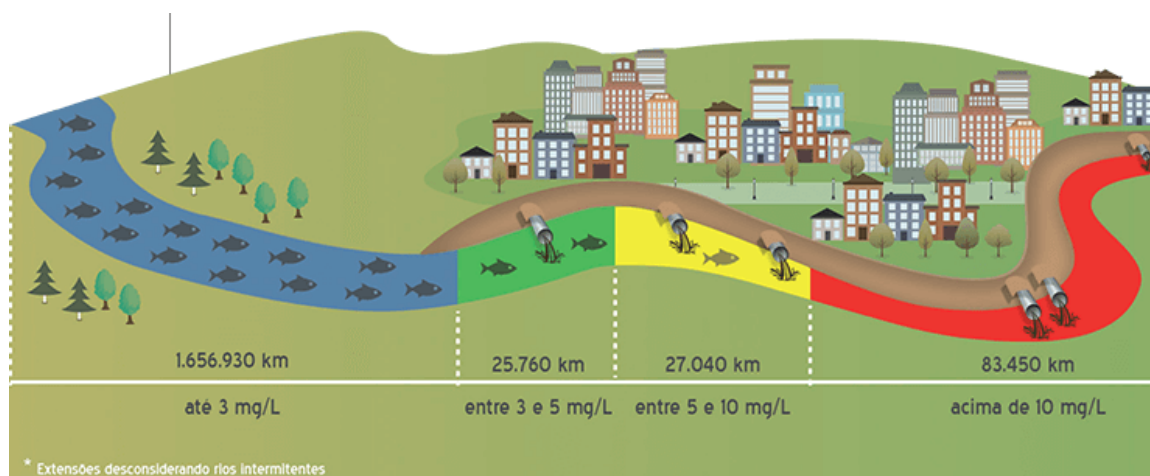 1.656.930 km
25.760 km
27.040 km
83.450 km
até 3 mg/L
entre 3 e 5 mg/L
entre 5 e 10 mg/L
acima de 10 mg/L
* Extensões desconsiderando rios intermitentes